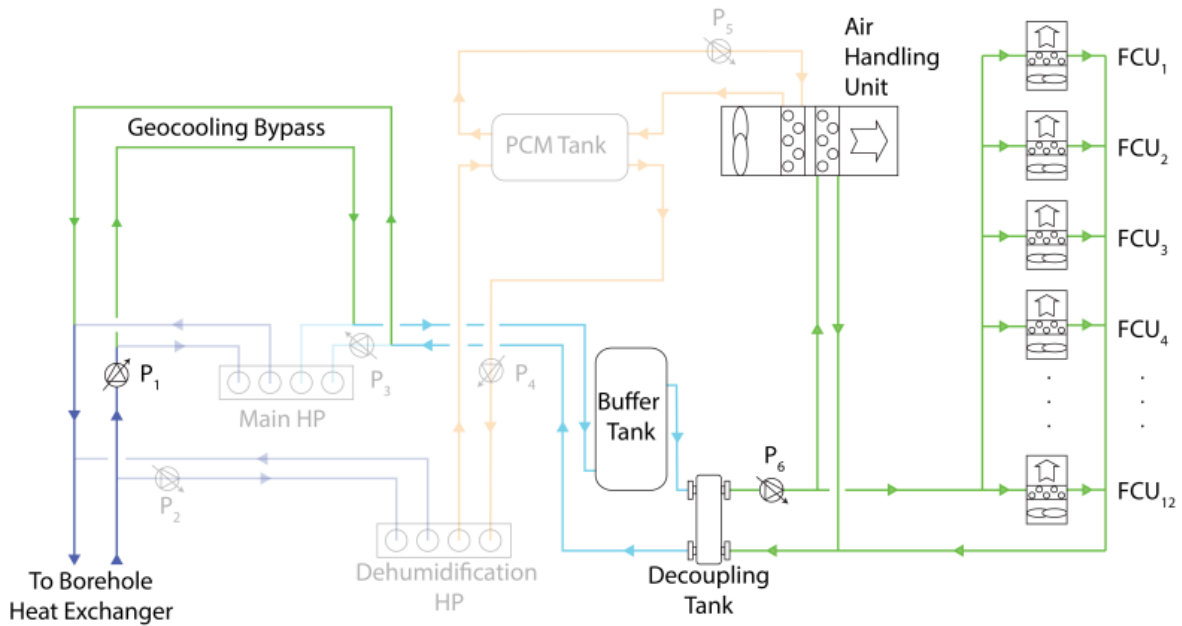 P5
Air
Handling
Unit
FCU1
Geocooling Bypass
PCM Tank
FCU2
FCU3
FCU4
P1
P3
P4
Main HP
Buffer
Tank
P6
P2
FCU12
Dehumidification
HP
Decoupling
Tank
To Borehole
Heat Exchanger